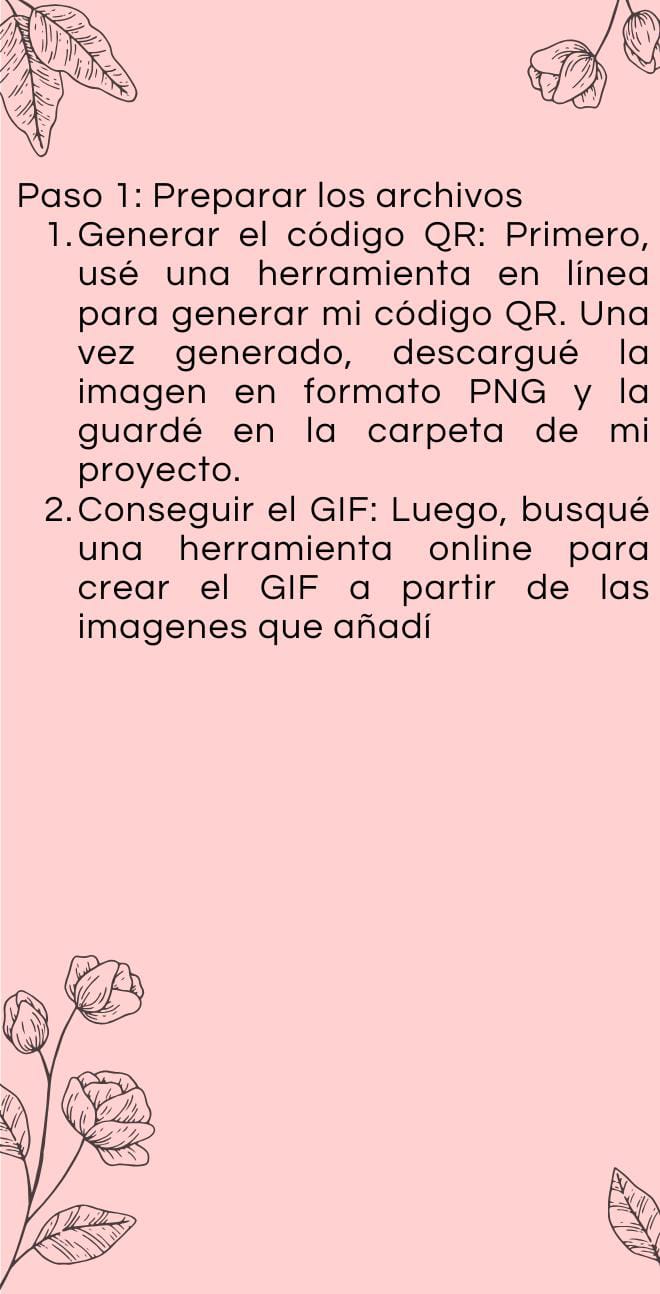 Paso 1: Preparar los archivos
1. Generar el código QR: Primero,
usé una herramienta en línea
para generar mi código QR. Una
vez generado, descargué la
imagen en formato PNG y la
guardé en la carpeta de mi
proyecto.
2. Conseguir el GIF: Luego, busqué
una herramienta online para
crear el GIF a partir de las
imagenes que añadí